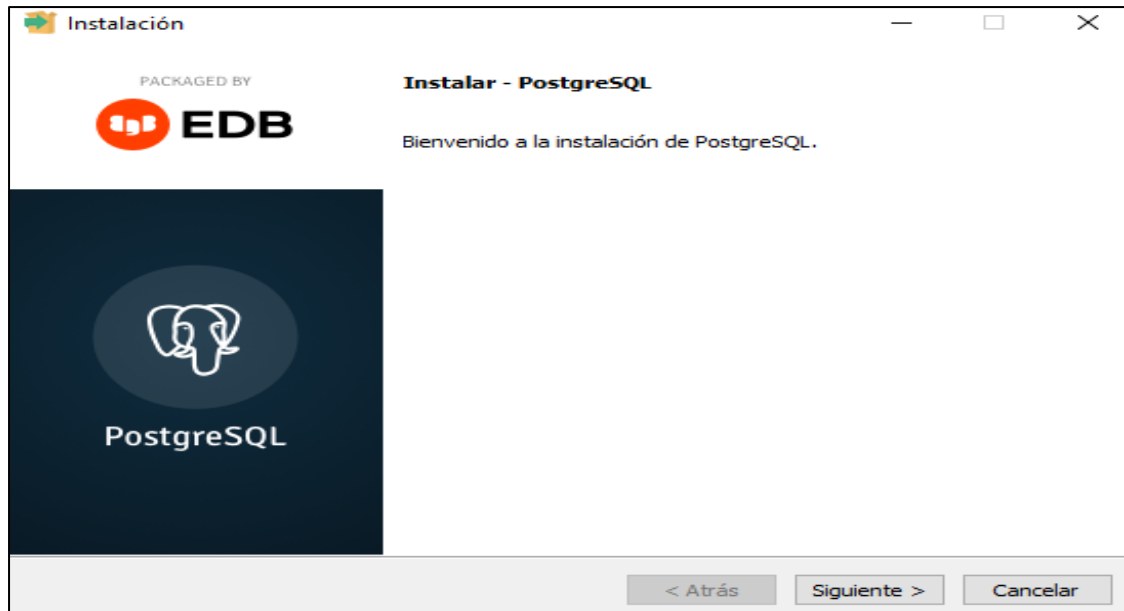 Instalación
PACKAGED BY
EDB
Instalar - PostgreSQL
Bienvenido a la instalación de PostgreSQL.
PostgreSQL
< Atrás
Siguiente >
Cancelar